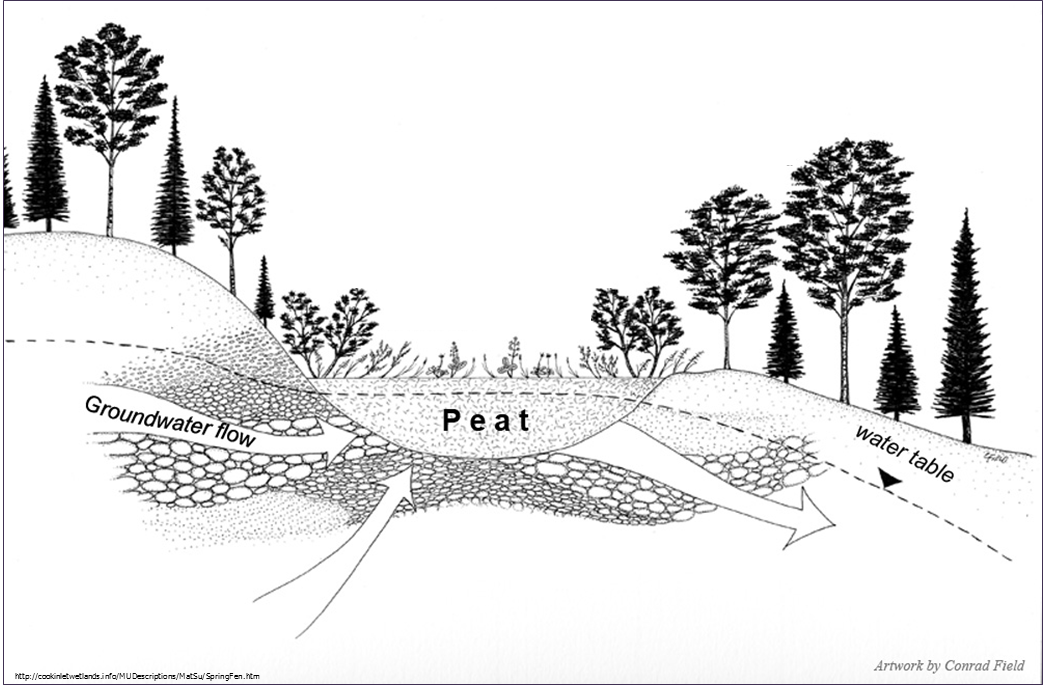 Groundwater flow
Peat
water table
Artwork by Conrad Field
http://cookinletwetlands.info/MUDescriptions/MatSu/SpringFen.htm